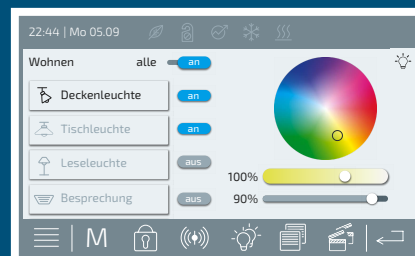 22:44 | Mo 05.09
Wohnen alle an
Deckenleuchte an
Tischleuchte an
Leseleuchte aus
100%
Besprechung aus
90%
M